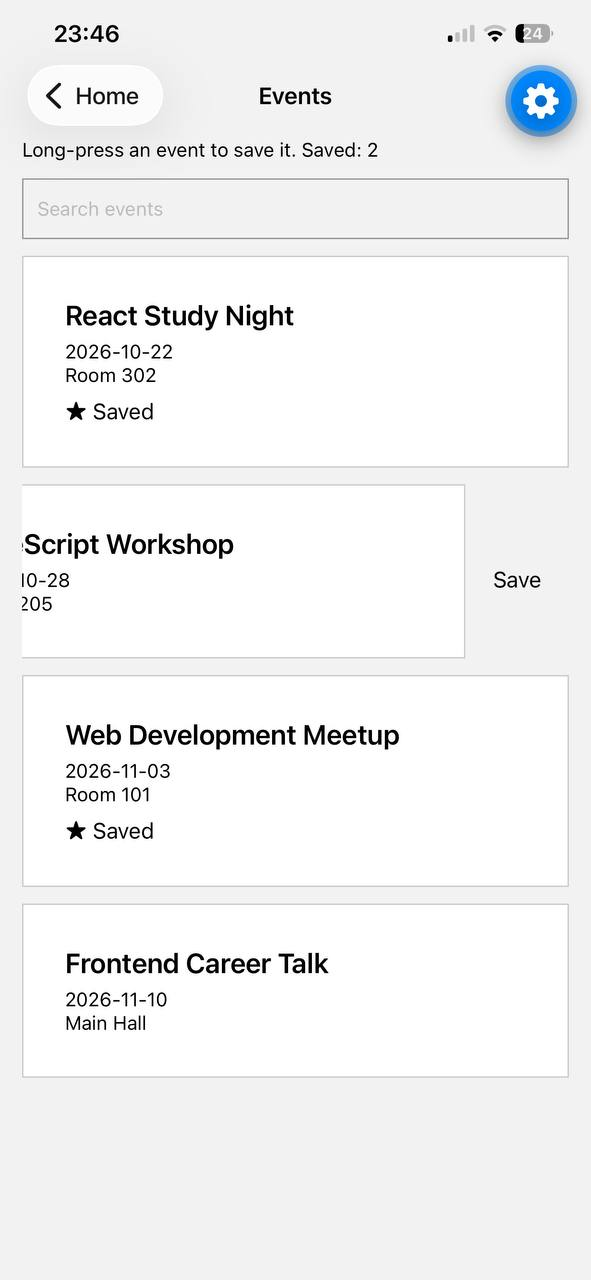 23:46
24
Home
Events
Long-press an event to save it. Saved: 2
Search events
React Study Night
2026-10-22
Room 302
★ Saved
Script Workshop
10-28
205
Save
Web Development Meetup
2026-11-03
Room 101
★ Saved
Frontend Career Talk
2026-11-10
Main Hall